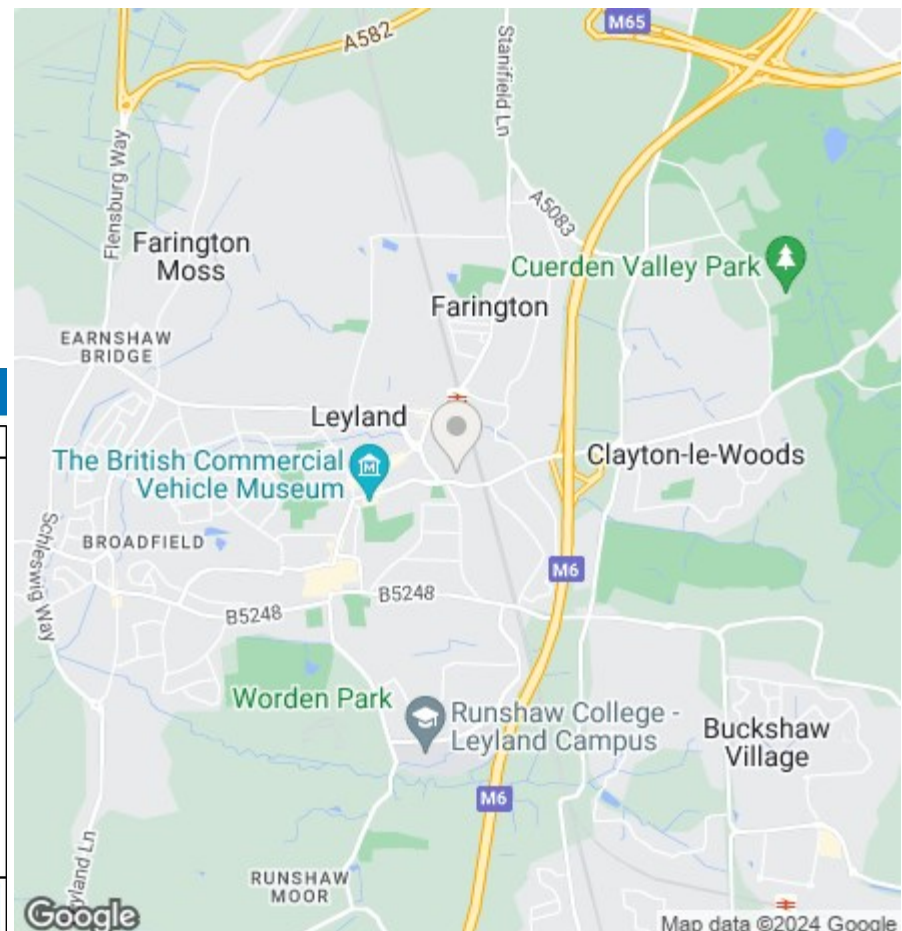 M65
A582
Stanifield Ln
Flensburg Way
A5083
Farington
Moss
Cuerden Valley Park
Farington
EARNSHAW
BRIDGE
Leyland
The British Commercial
Vehicle Museum
Clayton-le-Woods
BROADFIELD
Schleswig Way
M6
B5248
B5248
Worden Park
Runshaw College -
Leyland Campus
Buckshaw
Village
M6
RUNSHAW
MOOR
eyland Ln
Google
Map data ©2024 Google